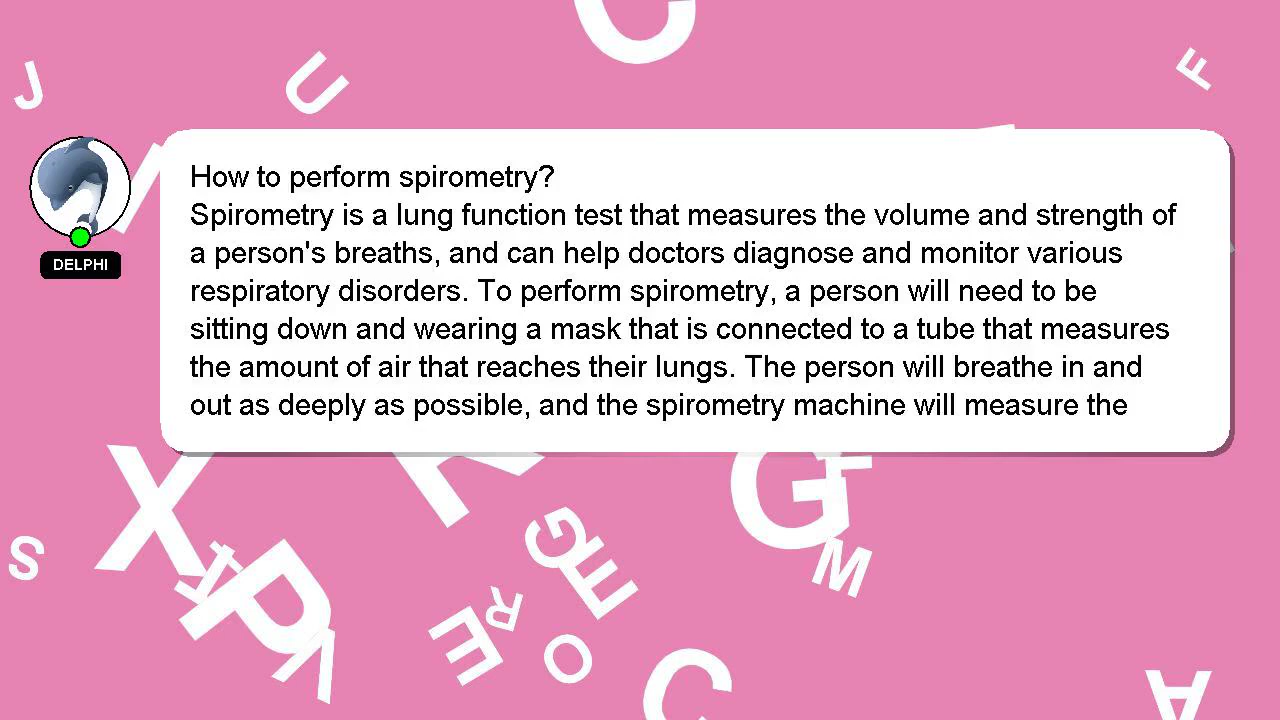 J
U
C
F
DELPHI
How to perform spirometry?
Spirometry is a lung function test that measures the volume and strength of
a person's breaths, and can help doctors diagnose and monitor various
respiratory disorders. To perform spirometry, a person will need to be
sitting down and wearing a mask that is connected to a tube that measures
the amount of air that reaches their lungs. The person will breathe in and
out as deeply as possible, and the spirometry machine will measure the
X
G
F
S
P
G
E
M
R
E
O
V
C
A